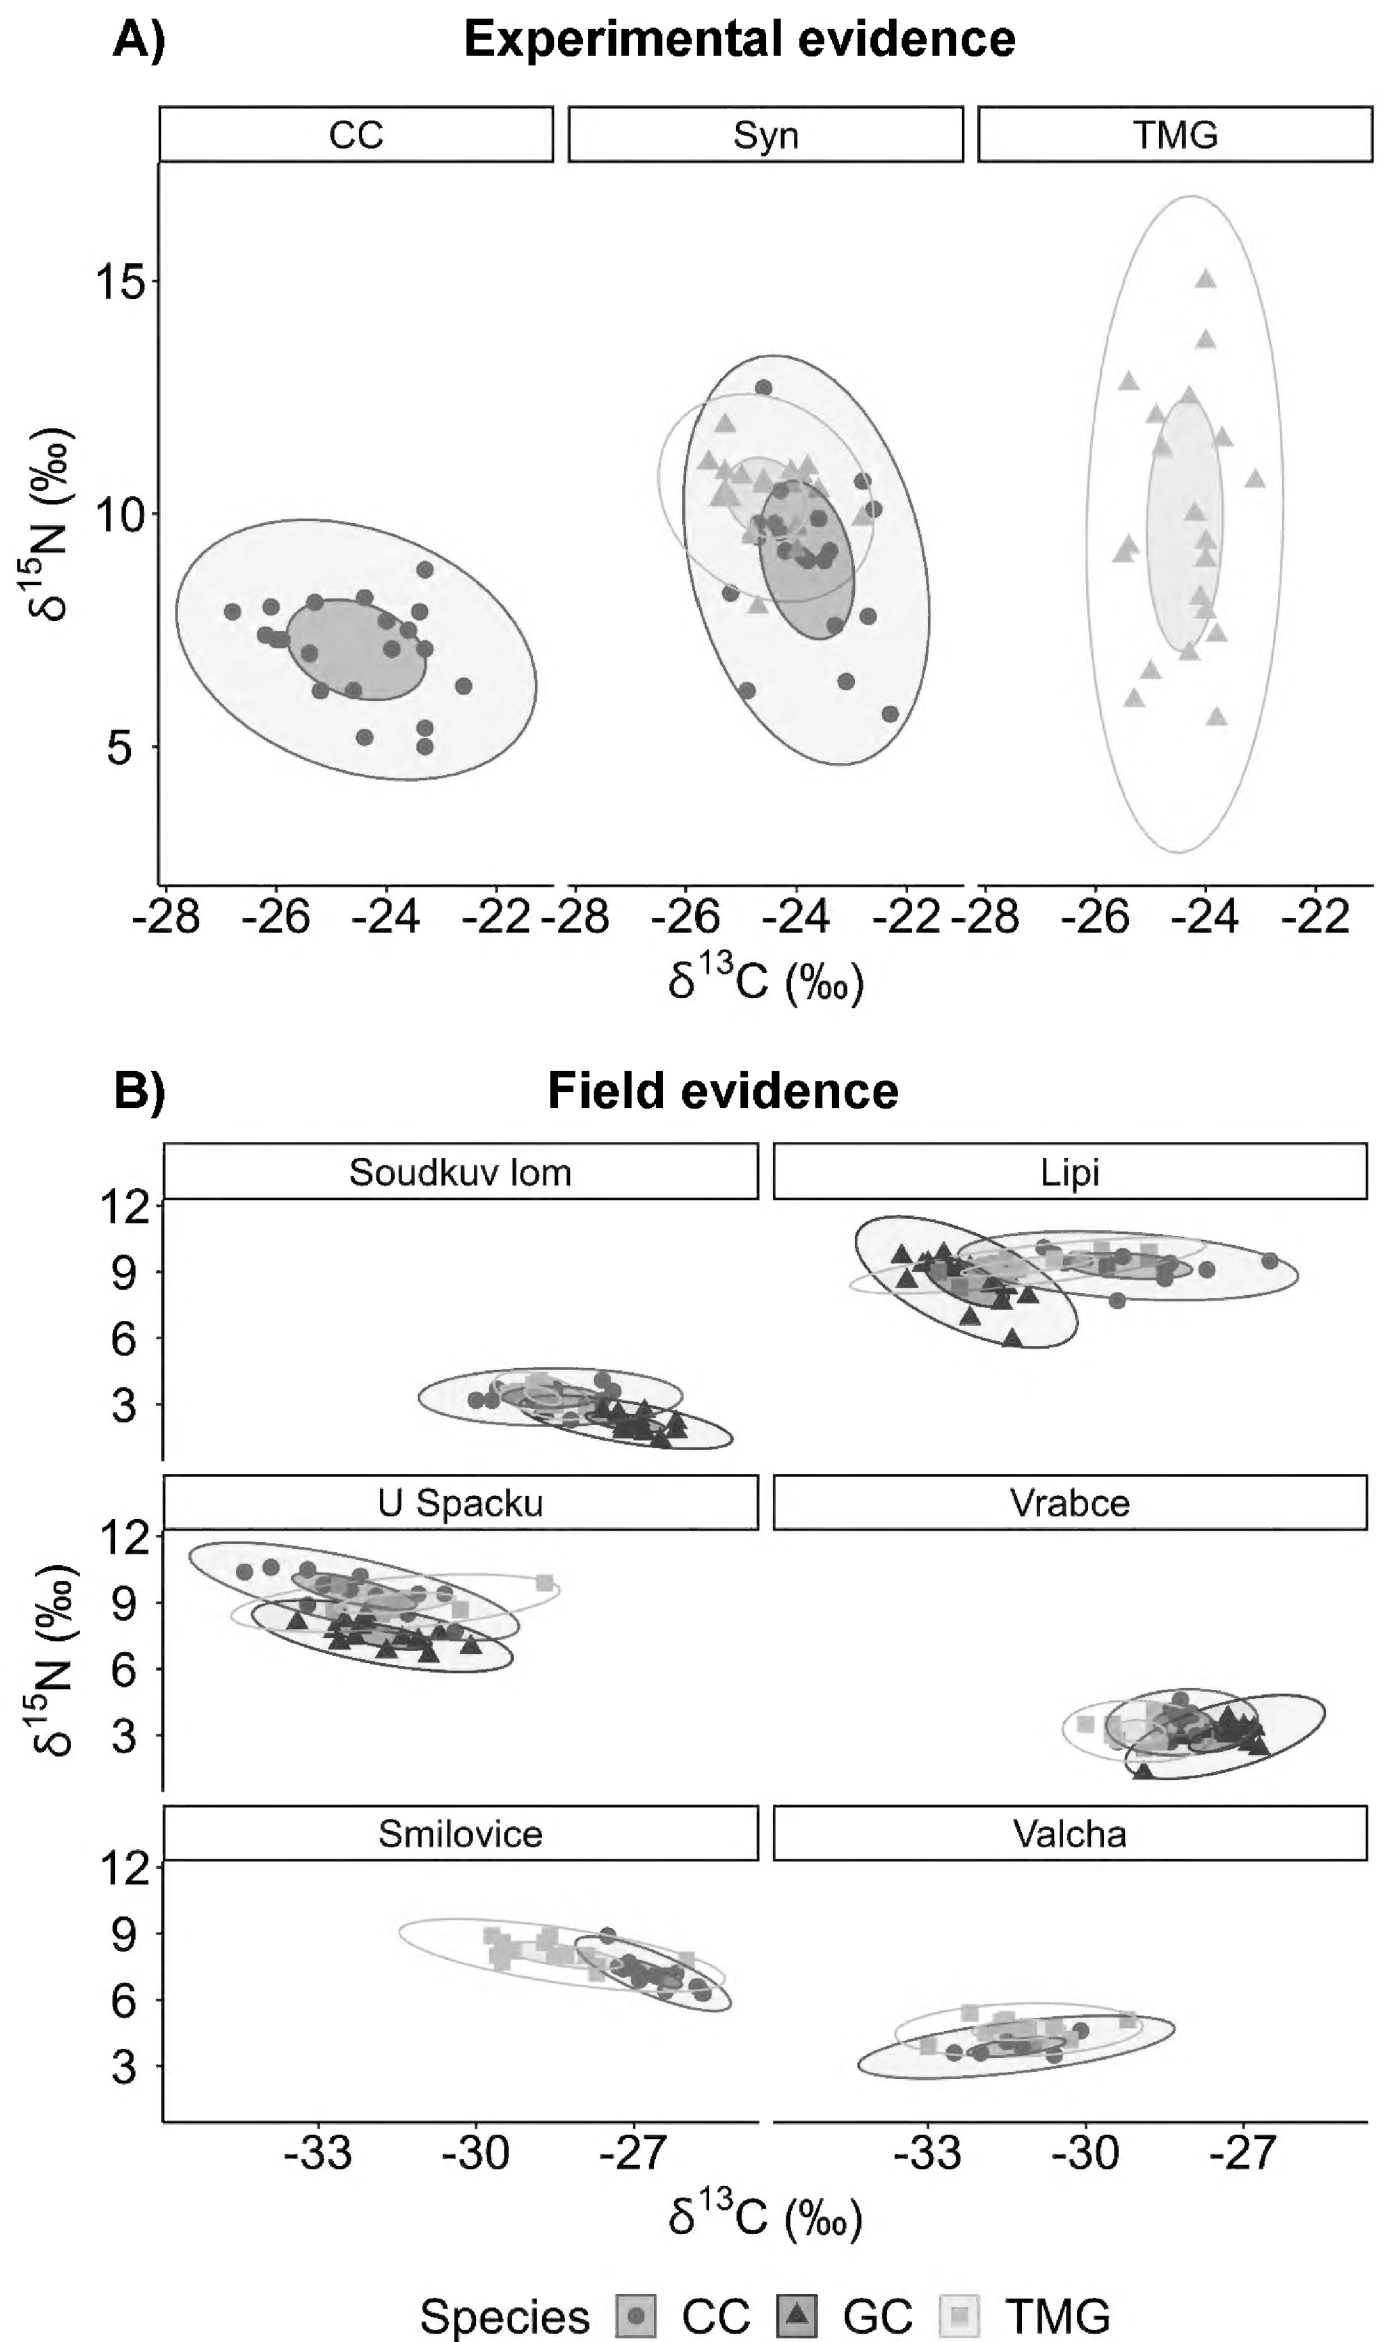 A) Experimental evidence
CC Syn TMG
15
10
5
δ¹⁵N (‰)
-28 -26 -24 -22 -28 -26 -24 -22 -28 -26 -24 -22
δ¹³C (‰)
B) Field evidence
Soudkuv lom Lipi
12
9
6
3
U Spacku Vrabce
12
9
6
3
δ¹⁵N (‰)
Smilovice Valcha
12
9
6
3
-33 -30 -27 -33 -30 -27
δ¹³C (‰)
Species CC GC TMG